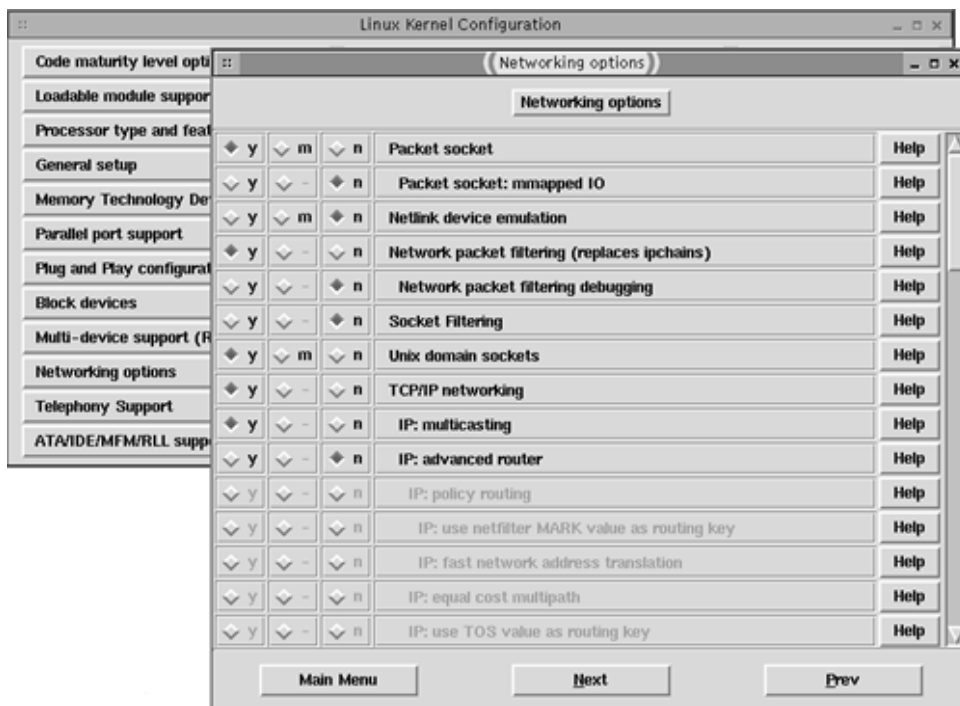 Linux Kernel Configuration
Code maturity level opti
Loadable module suppor
Processor type and feat
General setup
Memory Technology De
Parallel port support
Plug and Play configurat
Block devices
Multi-device support (R
Networking options
Telephony Support
ATA/IDE/MFM/RLL supp
Networking options
Networking options
y m n Packet socket Help
y - n Packet socket: mmapped IO Help
y m n Netlink device emulation Help
y - n Network packet filtering (replaces ipchains) Help
y - n Network packet filtering debugging Help
y - n Socket Filtering Help
y m n Unix domain sockets Help
y - n TCP/IP networking Help
y - n IP: multicasting Help
y - n IP: advanced router Help
y - n IP: policy routing Help
y - n IP: use netfilter MARK value as routing key Help
y - n IP: fast network address translation Help
y - n IP: equal cost multipath Help
y - n IP: use TOS value as routing key Help
Main Menu Next Prev